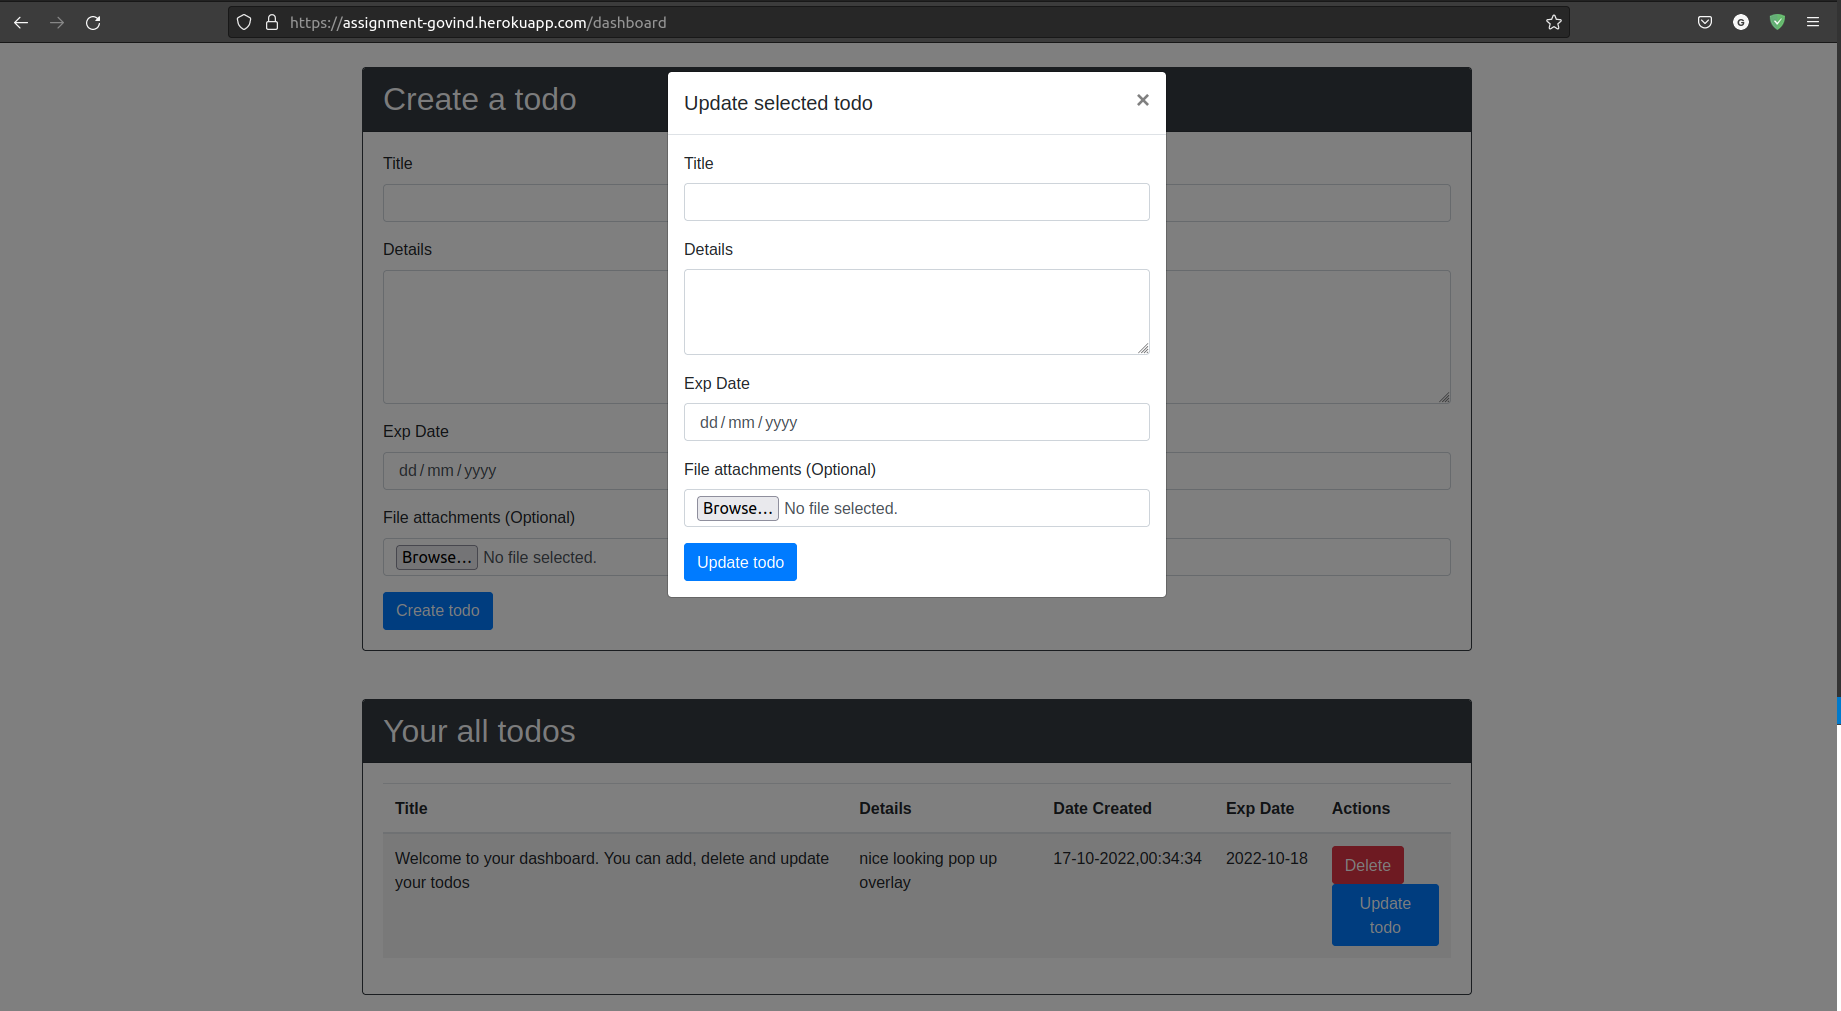 https://assignment-govind.herokuapp.com/dashboard
G
Create a todo
Title
Details
Exp Date
dd/mm/yyyy
File attachments (Optional)
Browse... No file selected.
Create todo
Update selected todo
×
Title
Details
Exp Date
dd/mm/yyyy
File attachments (Optional)
Browse... No file selected.
Update todo
Your all todos
Title Details Date Created Exp Date Actions
Welcome to your dashboard. You can add, delete and update
your todos
nice looking pop up
overlay
17-10-2022,00:34:34
2022-10-18
Delete
Update
todo